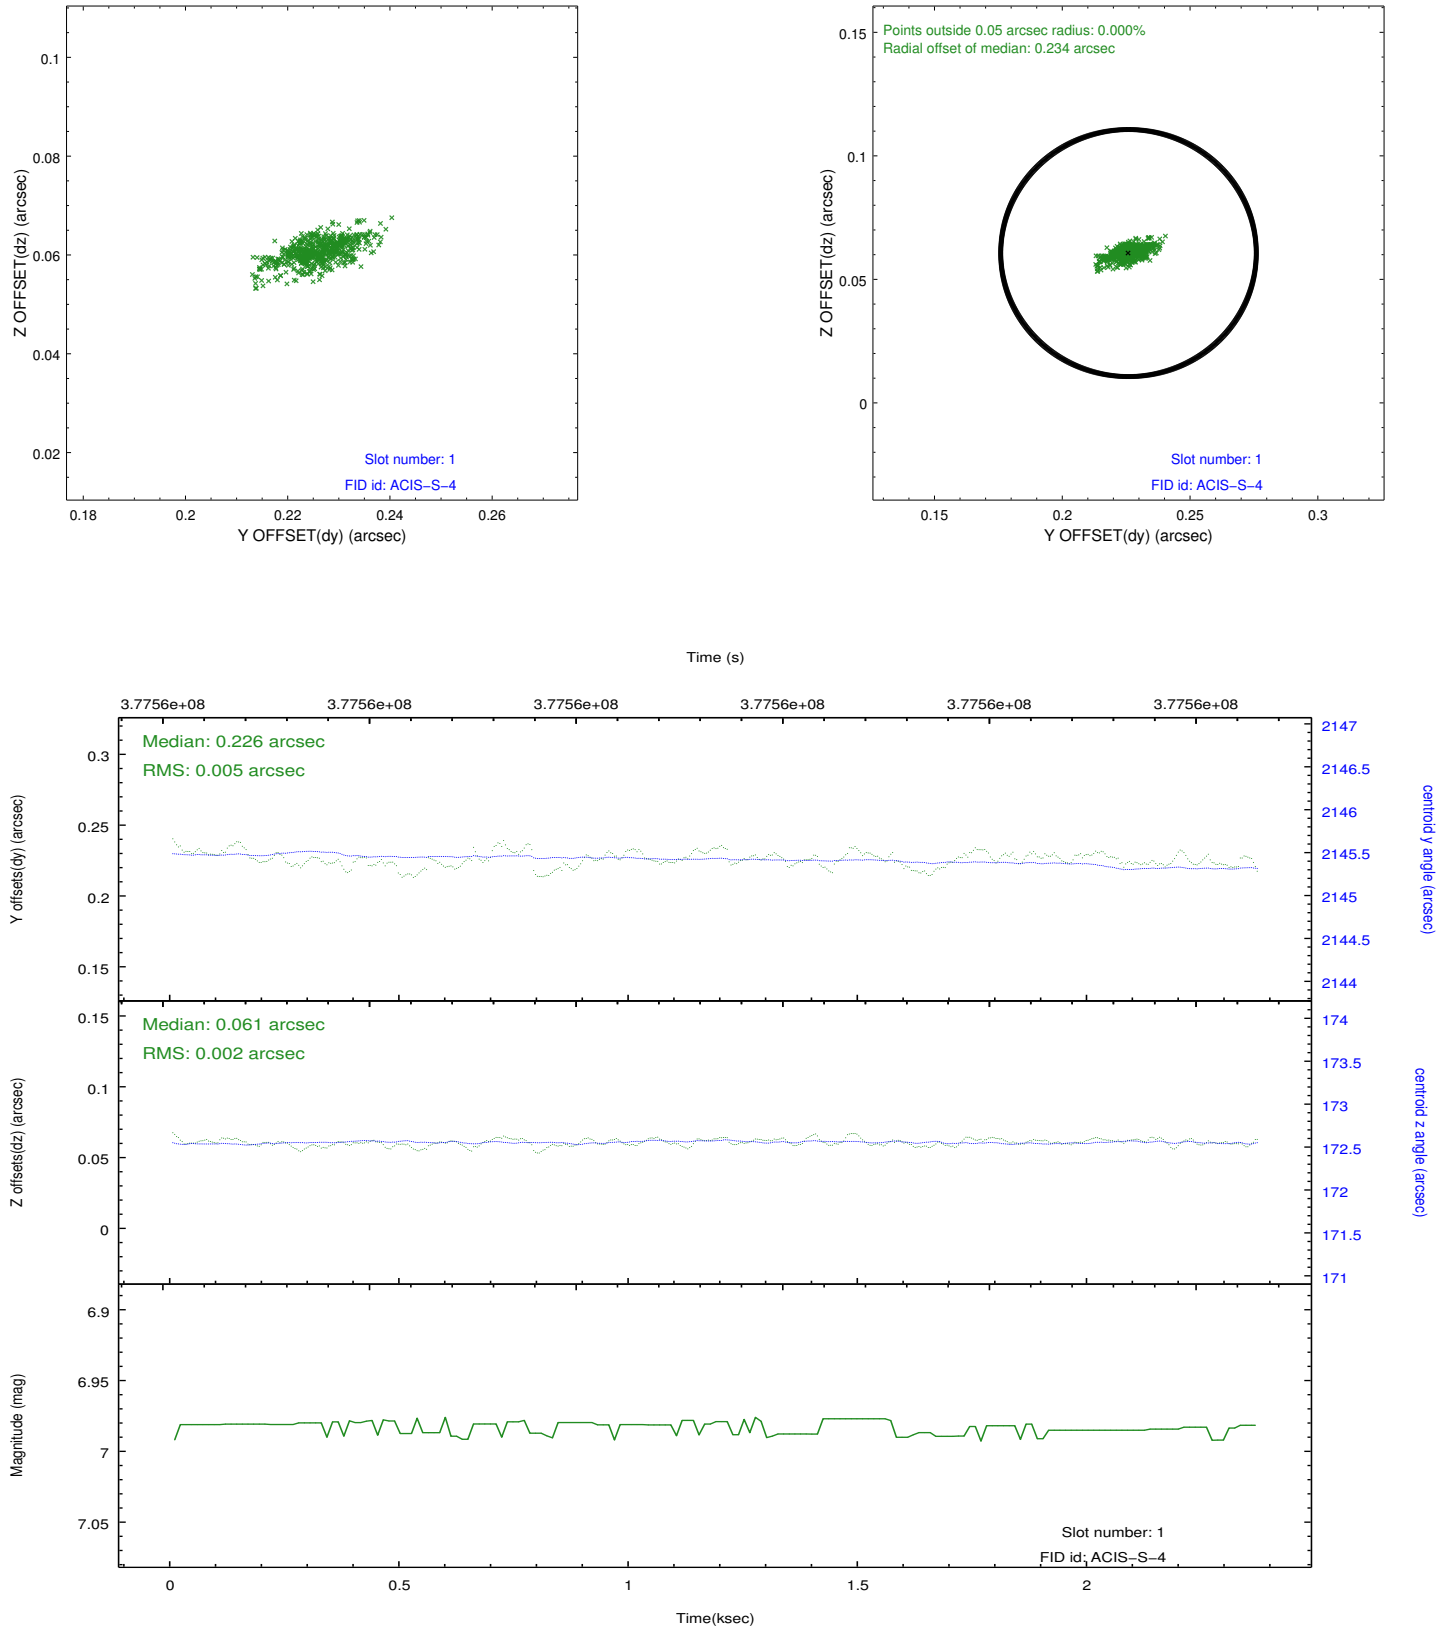 0.1
0.08
0.06
0.04
0.02
Z OFFSET(dz) (arcsec)
Slot number: 1
FID id: ACIS−S−4
0.18 0.2 0.22 0.24 0.26
Y OFFSET(dy) (arcsec)
Points outside 0.05 arcsec radius: 0.000%
Radial offset of median: 0.234 arcsec
0.15
0.1
0.05
0
Z OFFSET(dz) (arcsec)
Slot number: 1
FID id: ACIS−S−4
0.15 0.2 0.25 0.3
Y OFFSET(dy) (arcsec)
Time (s)
3.7756e+08 3.7756e+08 3.7756e+08 3.7756e+08 3.7756e+08 3.7756e+08
Median: 0.226 arcsec
RMS: 0.005 arcsec
0.3
0.25
0.2
0.15
Y offsets(dy) (arcsec)
2147
2146.5
2146
2145.5
2145
2144.5
2144
centroid y angle (arcsec)
Median: 0.061 arcsec
RMS: 0.002 arcsec
0.15
0.1
0.05
0
Z offsets(dz) (arcsec)
174
173.5
173
172.5
172
171.5
171
centroid z angle (arcsec)
6.9
6.95
7
7.05
Magnitude (mag)
Slot number: 1
FID id: ACIS−S−4
0 0.5 1 1.5 2
Time(ksec)